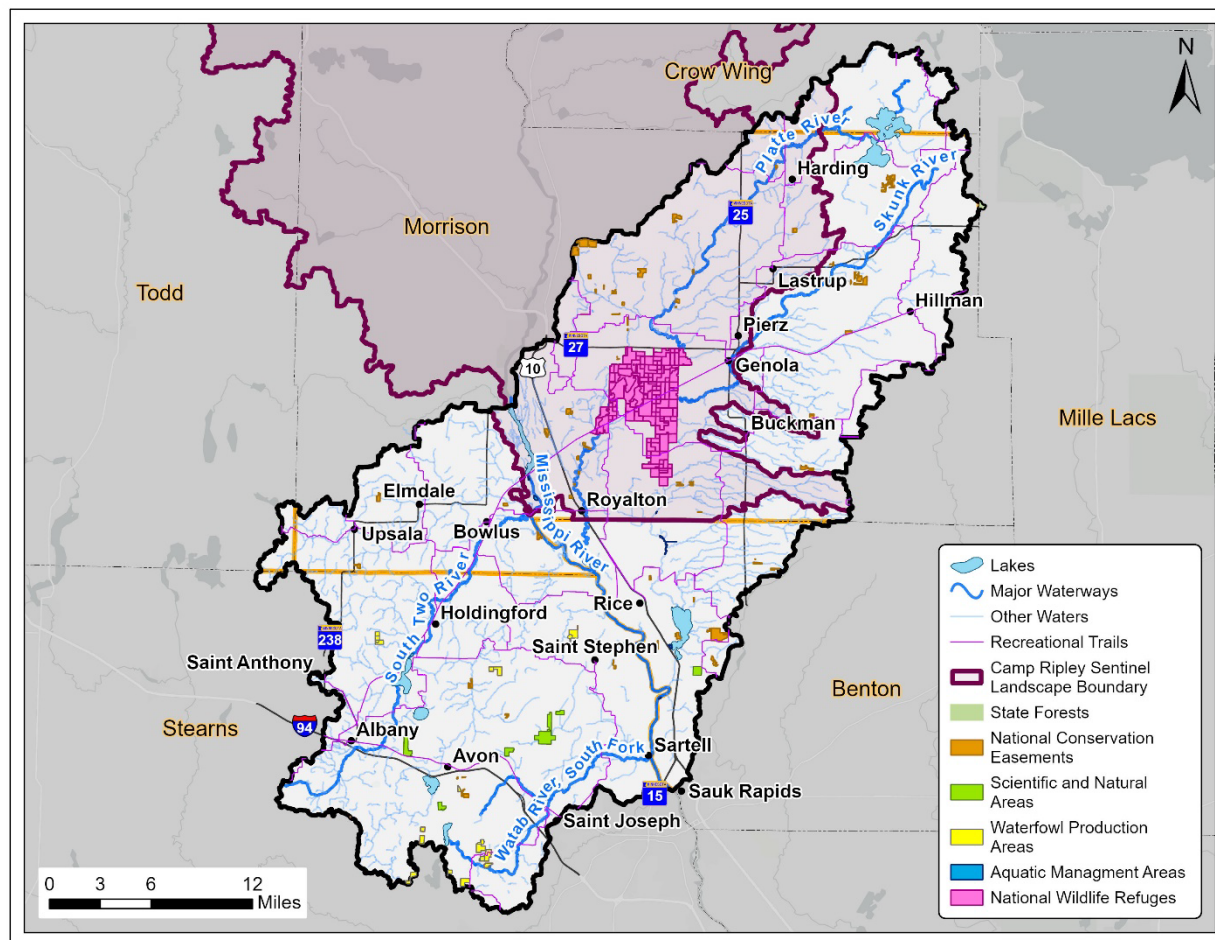 N
Crow Wing
Platte River
Harding
Skunk River
25
Morrison
Todd
Lastrup
Hillman
Pierz
27
10
Genola
Buckman
Mille Lacs
Mississippi River
Elmdale
Royalton
Upsala
Bowlus
South Two River
Rice
Holdingford
238
Saint Stephen
Saint Anthony
Benton
Stearns
94
Albany
Avon
Sartell
Watab River, South Fork
15
Sauk Rapids
Saint Joseph
Lakes
Major Waterways
Other Waters
Recreational Trails
Camp Ripley Sentinel
Landscape Boundary
State Forests
National Conservation
Easements
Scientific and Natural
Areas
Waterfowl Production
Areas
Aquatic Managment Areas
National Wildlife Refuges
0 3 6 12
Miles